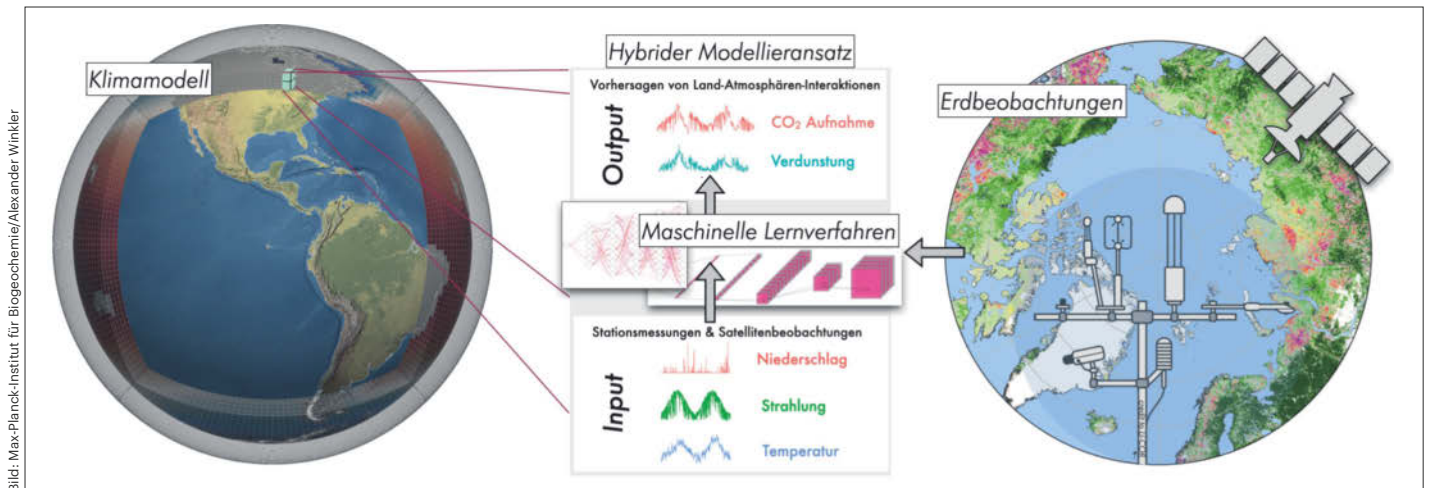 Bild: Max-Planck-Institut für Biogeochemie/Alexander Winkler
Klimamodell
Hybrider Modellieransatz
Vorhersagen von Land-Atmosphären-Interaktionen
Output
CO₂ Aufnahme
Verdunstung
Maschinelle Lernverfahren
Stationsmessungen & Satellitenbeobachtungen
Input
Niederschlag
Strahlung
Temperatur
Erdbeobachtungen